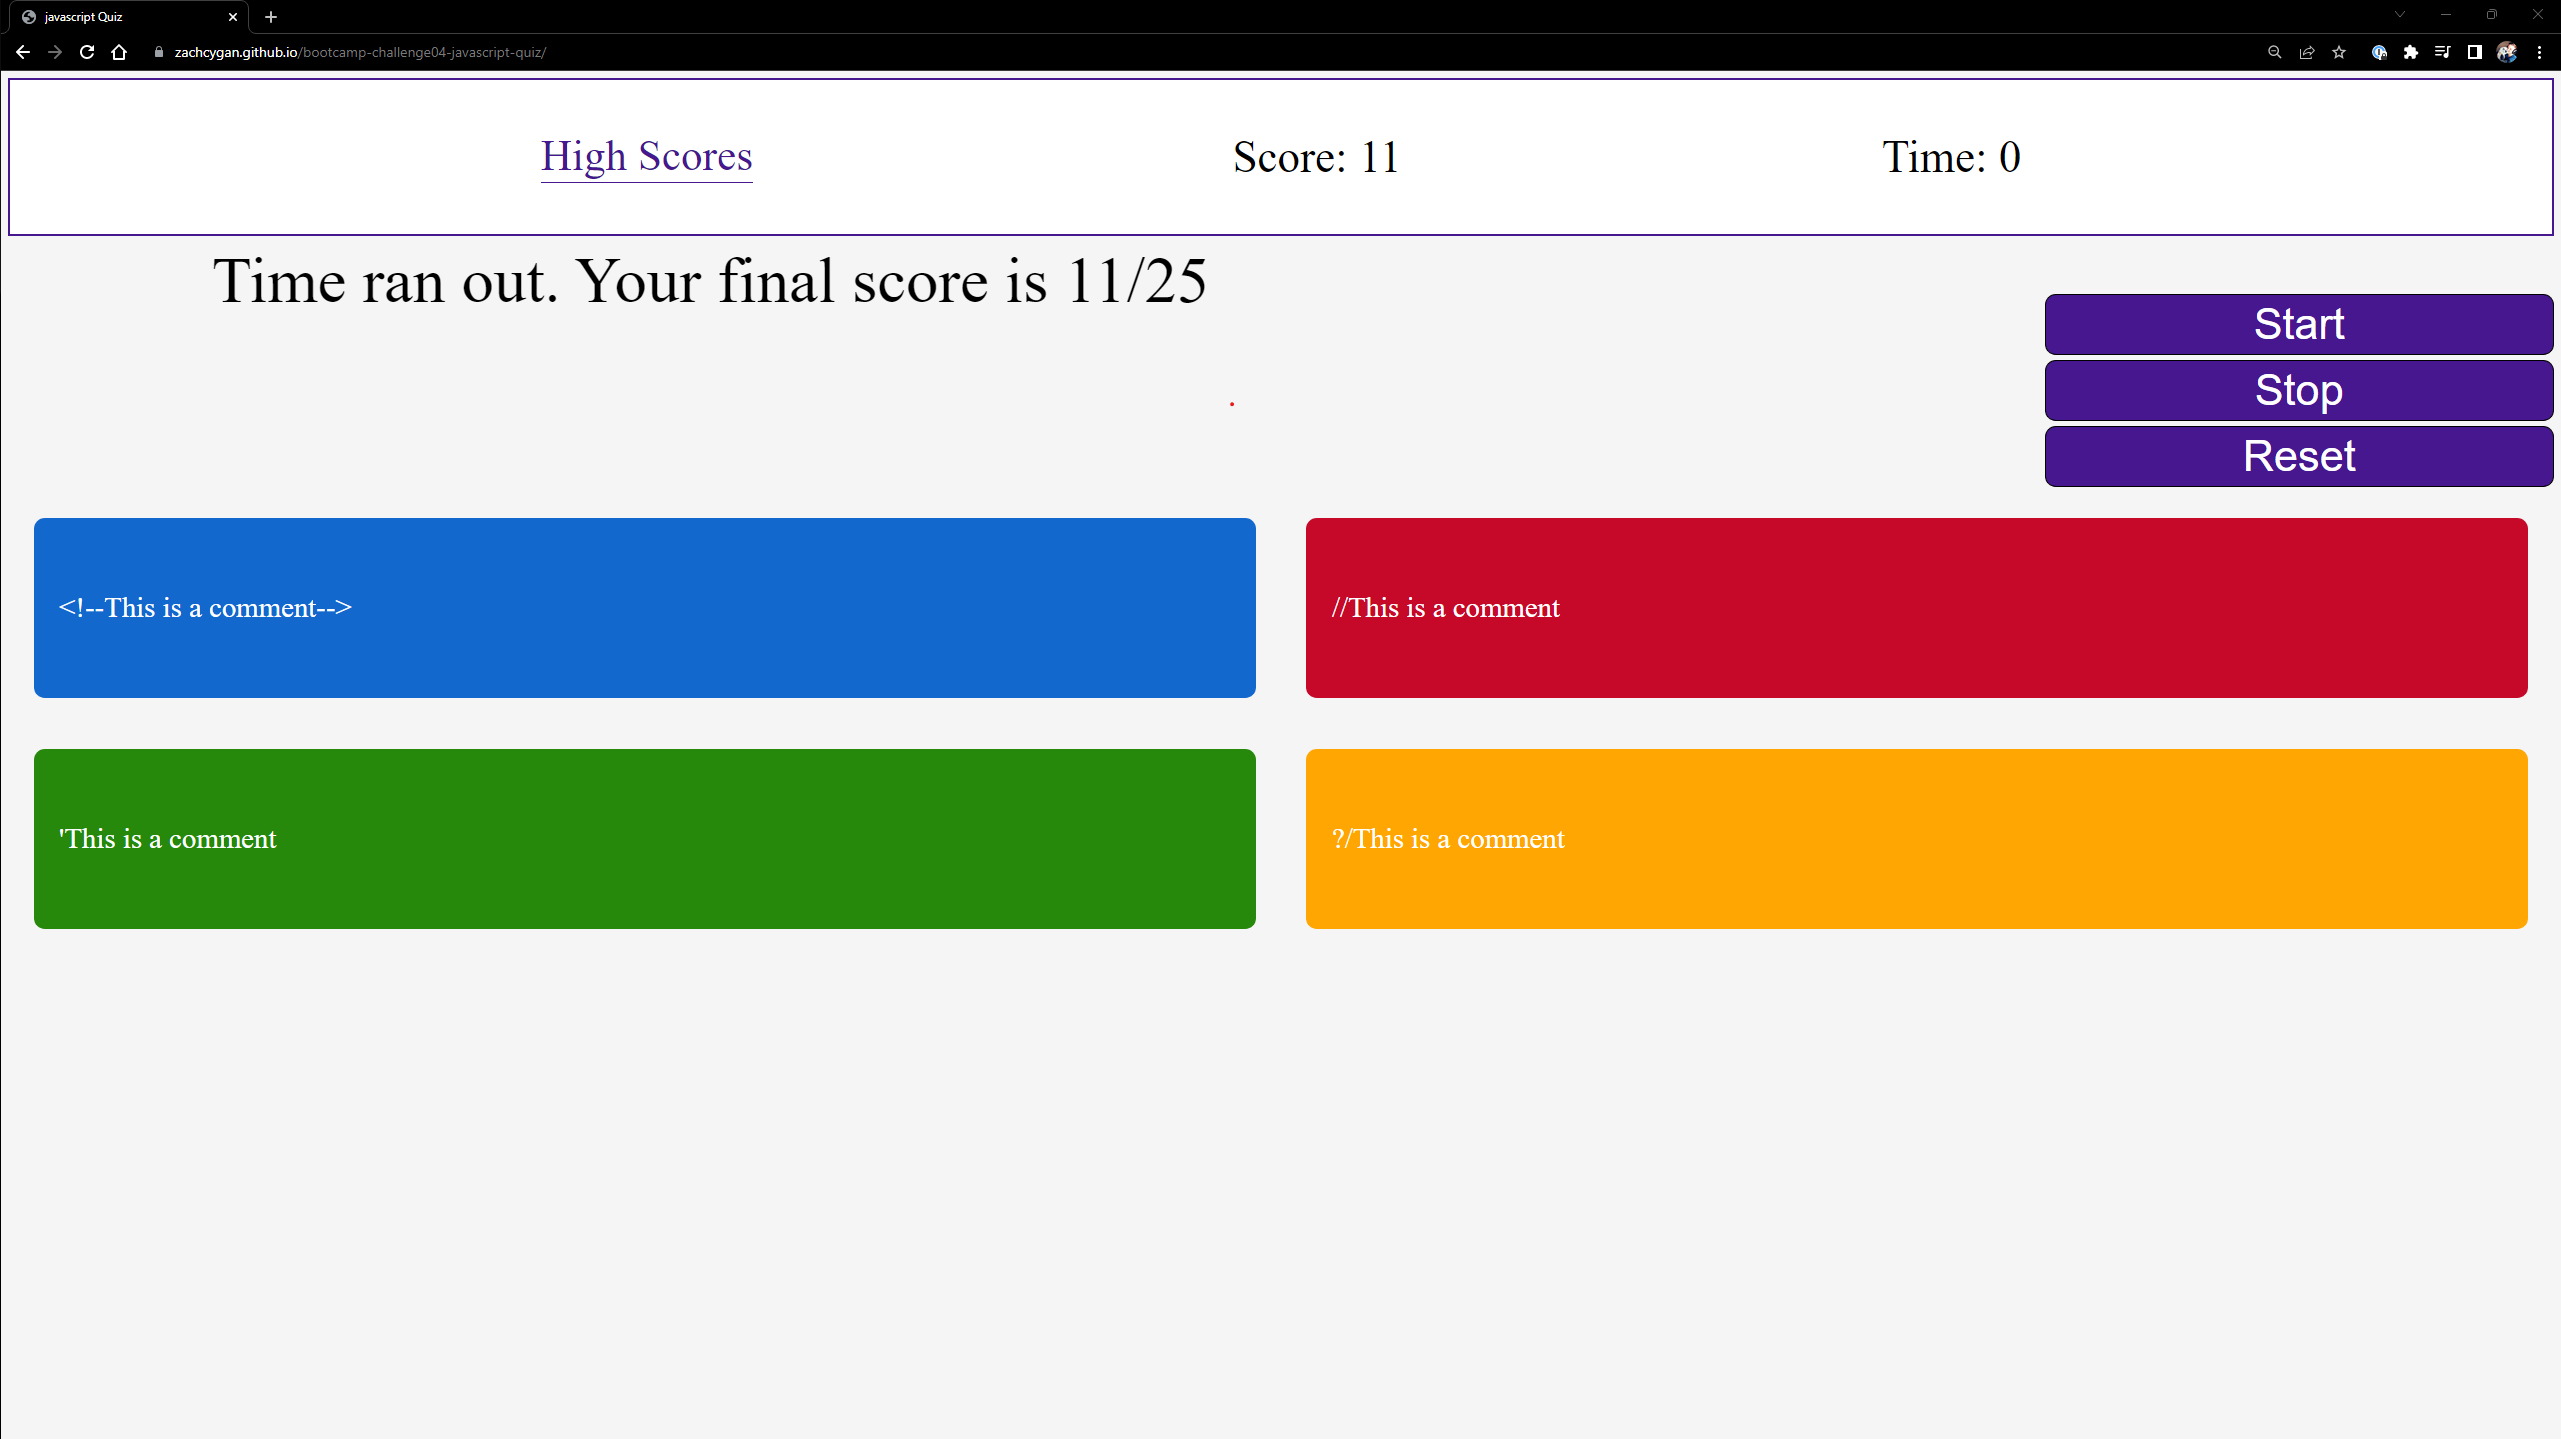 javascript Quiz
zachcygan.github.io/bootcamp-challenge04-javascript-quiz/
High Scores
Score: 11
Time: 0
Time ran out. Your final score is 11/25
Start
Stop
Reset
<!--This is a comment-->
//This is a comment
'This is a comment
?/This is a comment